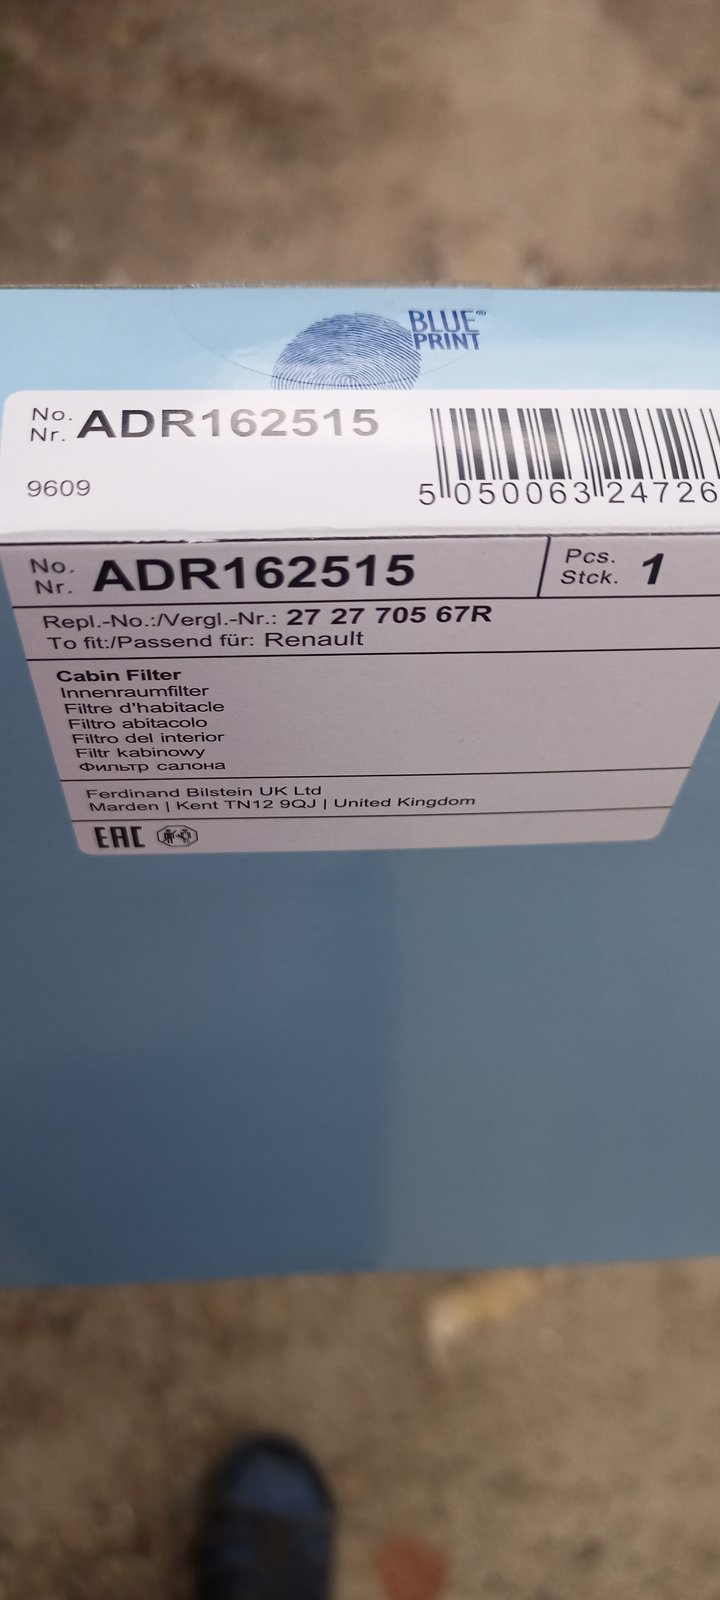 BLUE®
PRINT
No.
Nr. ADR162515
9609
5 050063 24726
No.
Nr. ADR162515
Pcs.
Stck. 1
Repl.-No.:/Vergl.-Nr.: 27 27 705 67R
To fit:/Passend für: Renault
Cabin Filter
Innenraumfilter
Filtre d'habitacle
Filtro abitacolo
Filtro del interior
Filtr kabinowy
Фильтр салона
Ferdinand Bilstein UK Ltd
Marden | Kent TN12 9QJ | United Kingdom
EAC